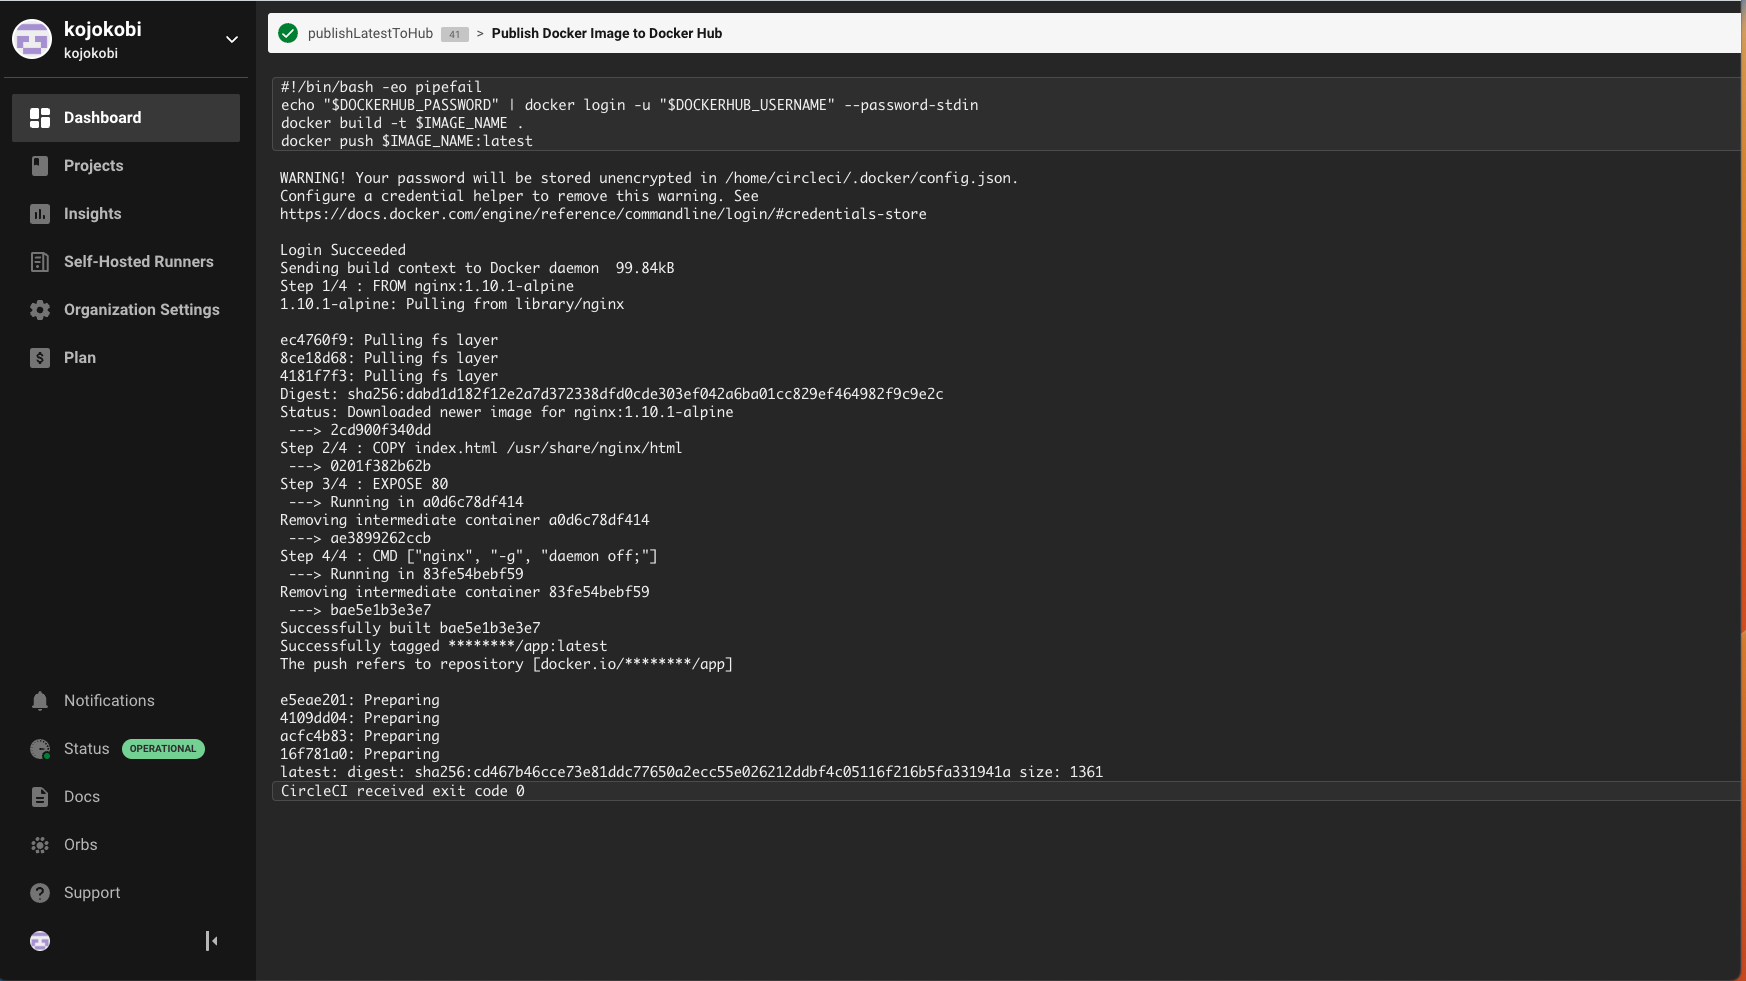 kojokobi
kojokobi
Dashboard
Projects
Insights
Self-Hosted Runners
Organization Settings
$ Plan
Notifications
Status OPERATIONAL
Docs
Orbs
? Support
publishLatestToHub 41 > Publish Docker Image to Docker Hub
#!/bin/bash -eo pipefail
echo "$DOCKERHUB_PASSWORD" | docker login -u "$DOCKERHUB_USERNAME" --password-stdin
docker build -t $IMAGE_NAME .
docker push $IMAGE_NAME:latest
WARNING! Your password will be stored unencrypted in /home/circleci/.docker/config.json.
Configure a credential helper to remove this warning. See
https://docs.docker.com/engine/reference/commandline/login/#credentials-store
Login Succeeded
Sending build context to Docker daemon  99.84kB
Step 1/4 : FROM nginx:1.10.1-alpine
1.10.1-alpine: Pulling from library/nginx
ec4760f9: Pulling fs layer
8ce18d68: Pulling fs layer
4181f7f3: Pulling fs layer
Digest: sha256:dabd1d182f12e2a7d372338dfd0cde303ef042a6ba01cc829ef464982f9c9e2c
Status: Downloaded newer image for nginx:1.10.1-alpine
 ---> 2cd900f340dd
Step 2/4 : COPY index.html /usr/share/nginx/html
 ---> 0201f382b62b
Step 3/4 : EXPOSE 80
 ---> Running in a0d6c78df414
Removing intermediate container a0d6c78df414
 ---> ae3899262ccb
Step 4/4 : CMD ["nginx", "-g", "daemon off;"]
 ---> Running in 83fe54bebf59
Removing intermediate container 83fe54bebf59
 ---> bae5e1b3e3e7
Successfully built bae5e1b3e3e7
Successfully tagged ********/app:latest
The push refers to repository [docker.io/********/app]
e5eae201: Preparing
4109dd04: Preparing
acfc4b83: Preparing
16f781a0: Preparing
latest: digest: sha256:cd467b46cce73e81ddc77650a2ecc55e026212ddbf4c05116f216b5fa331941a size: 1361
CircleCI received exit code 0